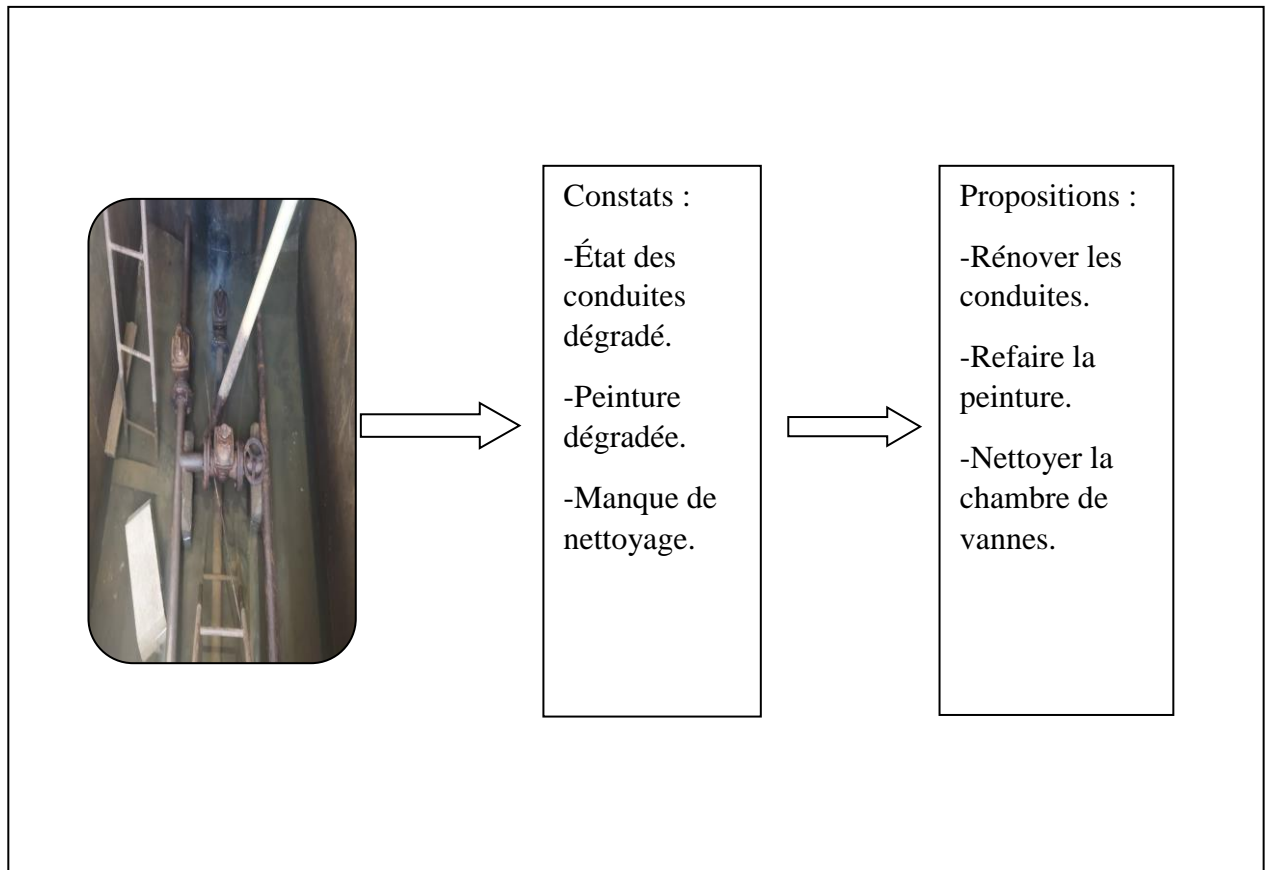 Constats :
-État des
conduites
dégradé.
-Peinture
dégradée.
-Manque de
nettoyage.
Propositions :
-Rénover les
conduites.
-Refaire la
peinture.
-Nettoyer la
chambre de
vannes.